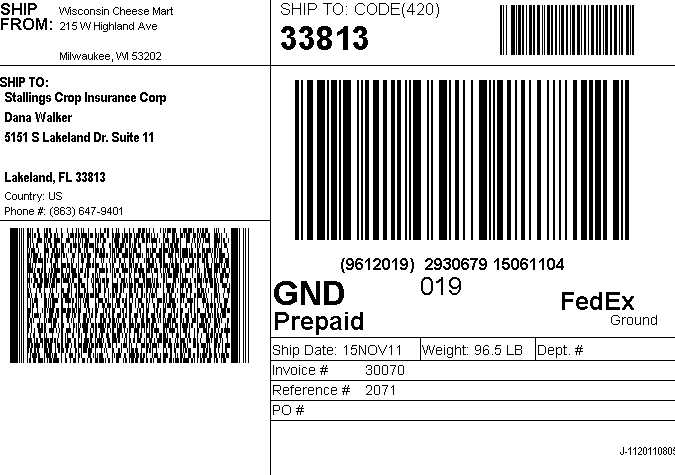 SHIP FROM:
Wisconsin Cheese Mart
215 W Highland Ave
Milwaukee, WI 53202
SHIP TO: CODE(420)
33813
SHIP TO:
Stallings Crop Insurance Corp
Dana Walker
5151 S Lakeland Dr. Suite 11
Lakeland, FL 33813
Country: US
Phone #: (863) 647-9401
(9612019) 2930679 15061104
GND
019
FedEx
Prepaid
Ground
Ship Date: 15NOV11 Weight: 96.5 LB Dept. #
Invoice # 30070
Reference # 2071
PO #
J-1120110805